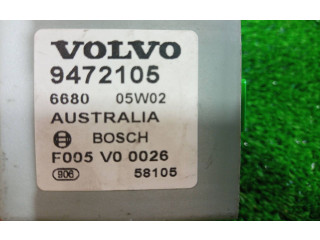 VOLVO
9472105
6680 05W02
AUSTRALIA
BOSCH
F005 V0 0026
906 58105